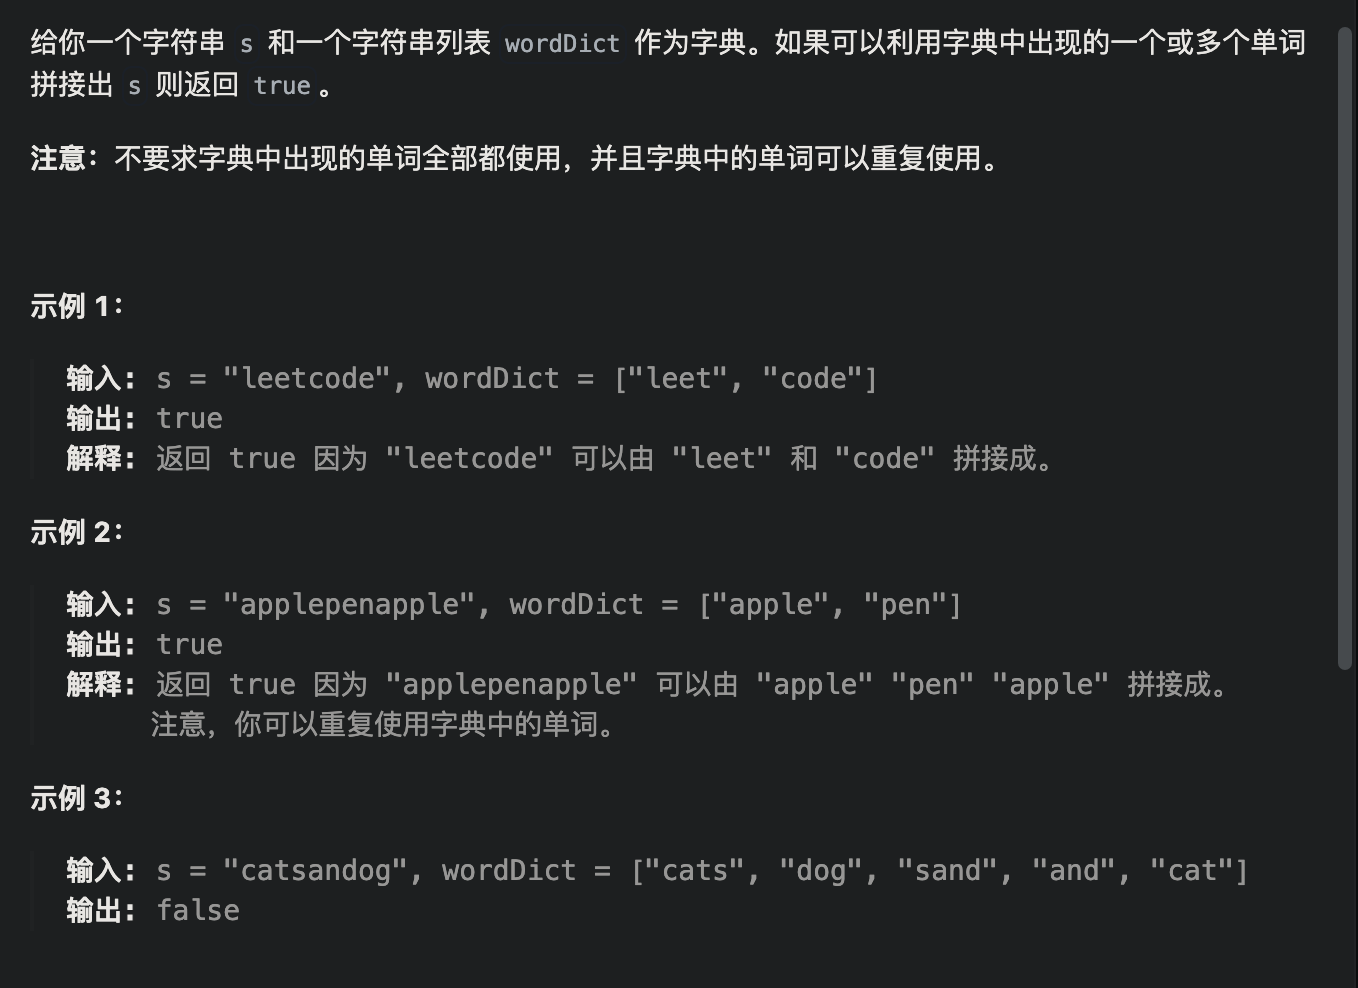 给你一个字符串 s 和一个字符串列表 wordDict 作为字典。如果可以利用字典中出现的一个或多个单词
拼接出 s 则返回 true。
注意：不要求字典中出现的单词全部都使用，并且字典中的单词可以重复使用。
示例 1：
输入: s = "leetcode", wordDict = ["leet", "code"]
输出: true
解释: 返回 true 因为 "leetcode" 可以由 "leet" 和 "code" 拼接成。
示例 2：
输入: s = "applepenapple", wordDict = ["apple", "pen"]
输出: true
解释: 返回 true 因为 "applepenapple" 可以由 "apple" "pen" "apple" 拼接成。
注意，你可以重复使用字典中的单词。
示例 3：
输入: s = "catsandog", wordDict = ["cats", "dog", "sand", "and", "cat"]
输出: false